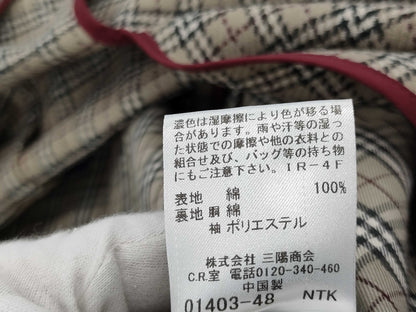 濃色は湿摩擦により色が移る場
合があります。雨や汗等の湿っ
た状態での摩擦や他の衣料との
組合せ及び、バッグ等の持ち物
にもご注意下さい。IR-4F
表地 綿 100%
裏地 胴 綿
袖 ポリエステル
株式会社 三陽商会
C.R.室 電話0120-340-460
中国製
01403-48 NTK